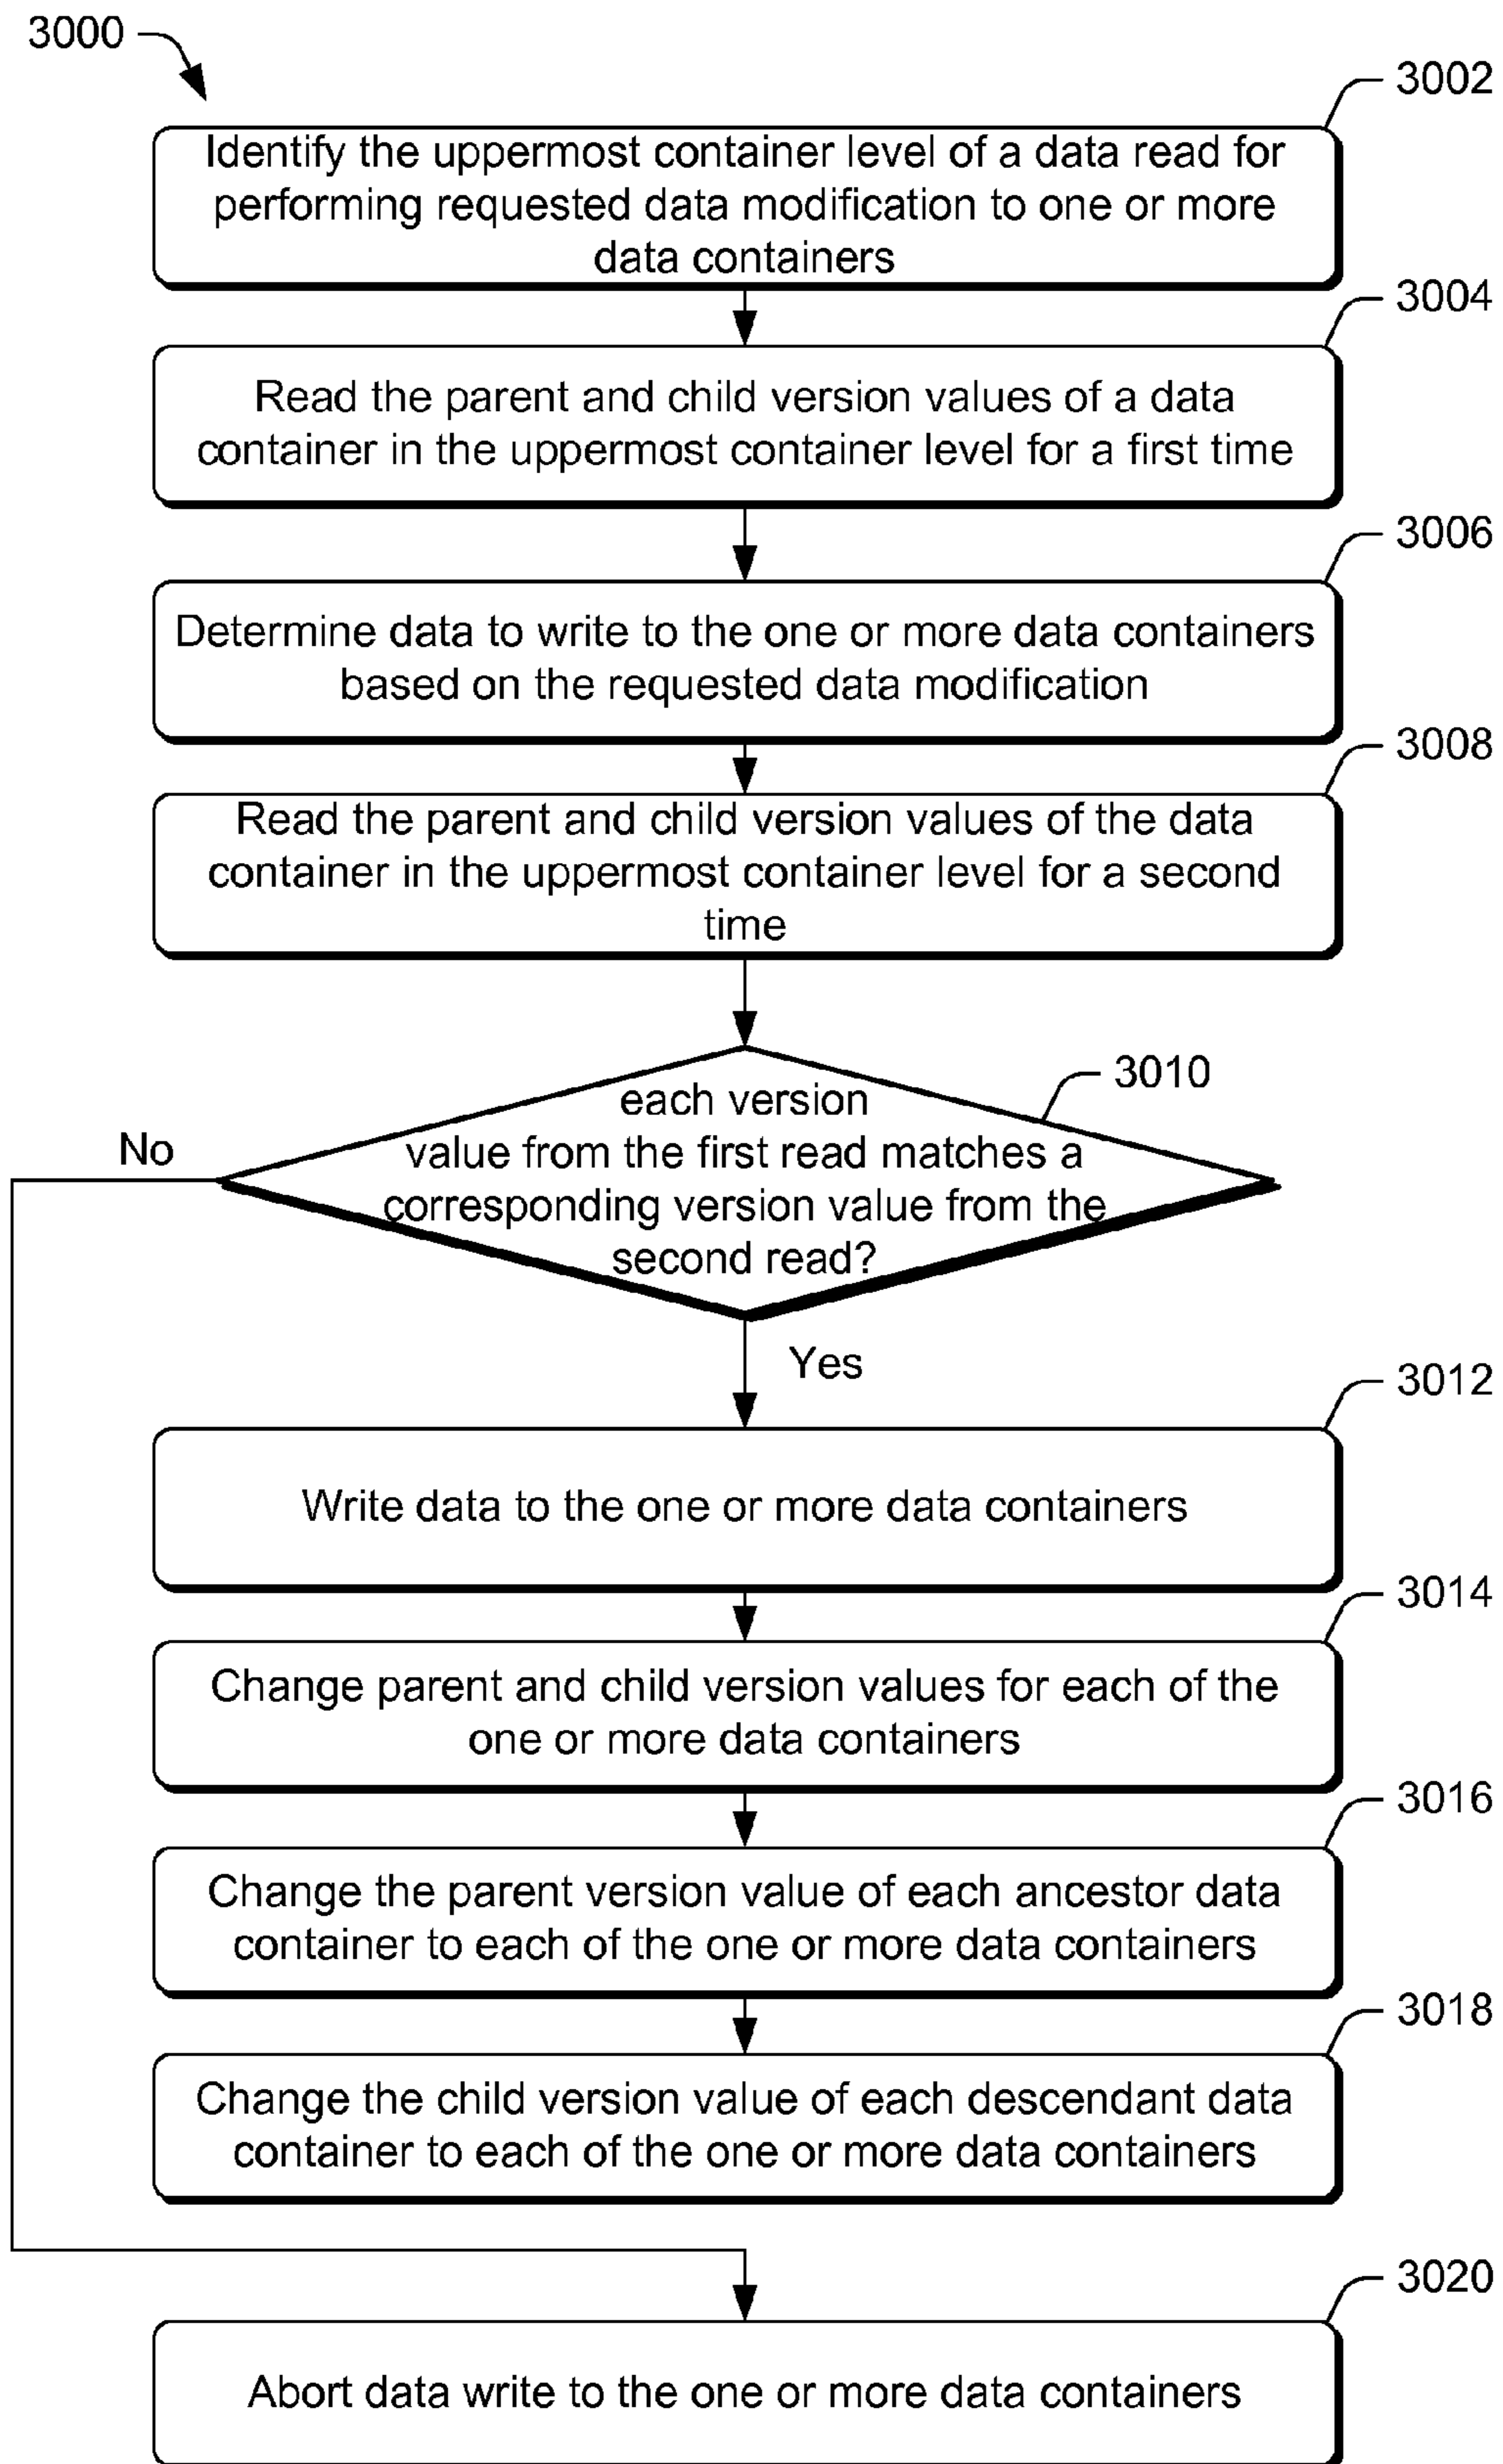 3000
3002
Identify the uppermost container level of a data read for
performing requested data modification to one or more
data containers
3004
Read the parent and child version values of a data
container in the uppermost container level for a first time
3006
Determine data to write to the one or more data containers
based on the requested data modification
3008
Read the parent and child version values of the data
container in the uppermost container level for a second
time
3010
each version
value from the first read matches a
corresponding version value from the
second read?
No
Yes
3012
Write data to the one or more data containers
3014
Change parent and child version values for each of the
one or more data containers
3016
Change the parent version value of each ancestor data
container to each of the one or more data containers
3018
Change the child version value of each descendant data
container to each of the one or more data containers
3020
Abort data write to the one or more data containers